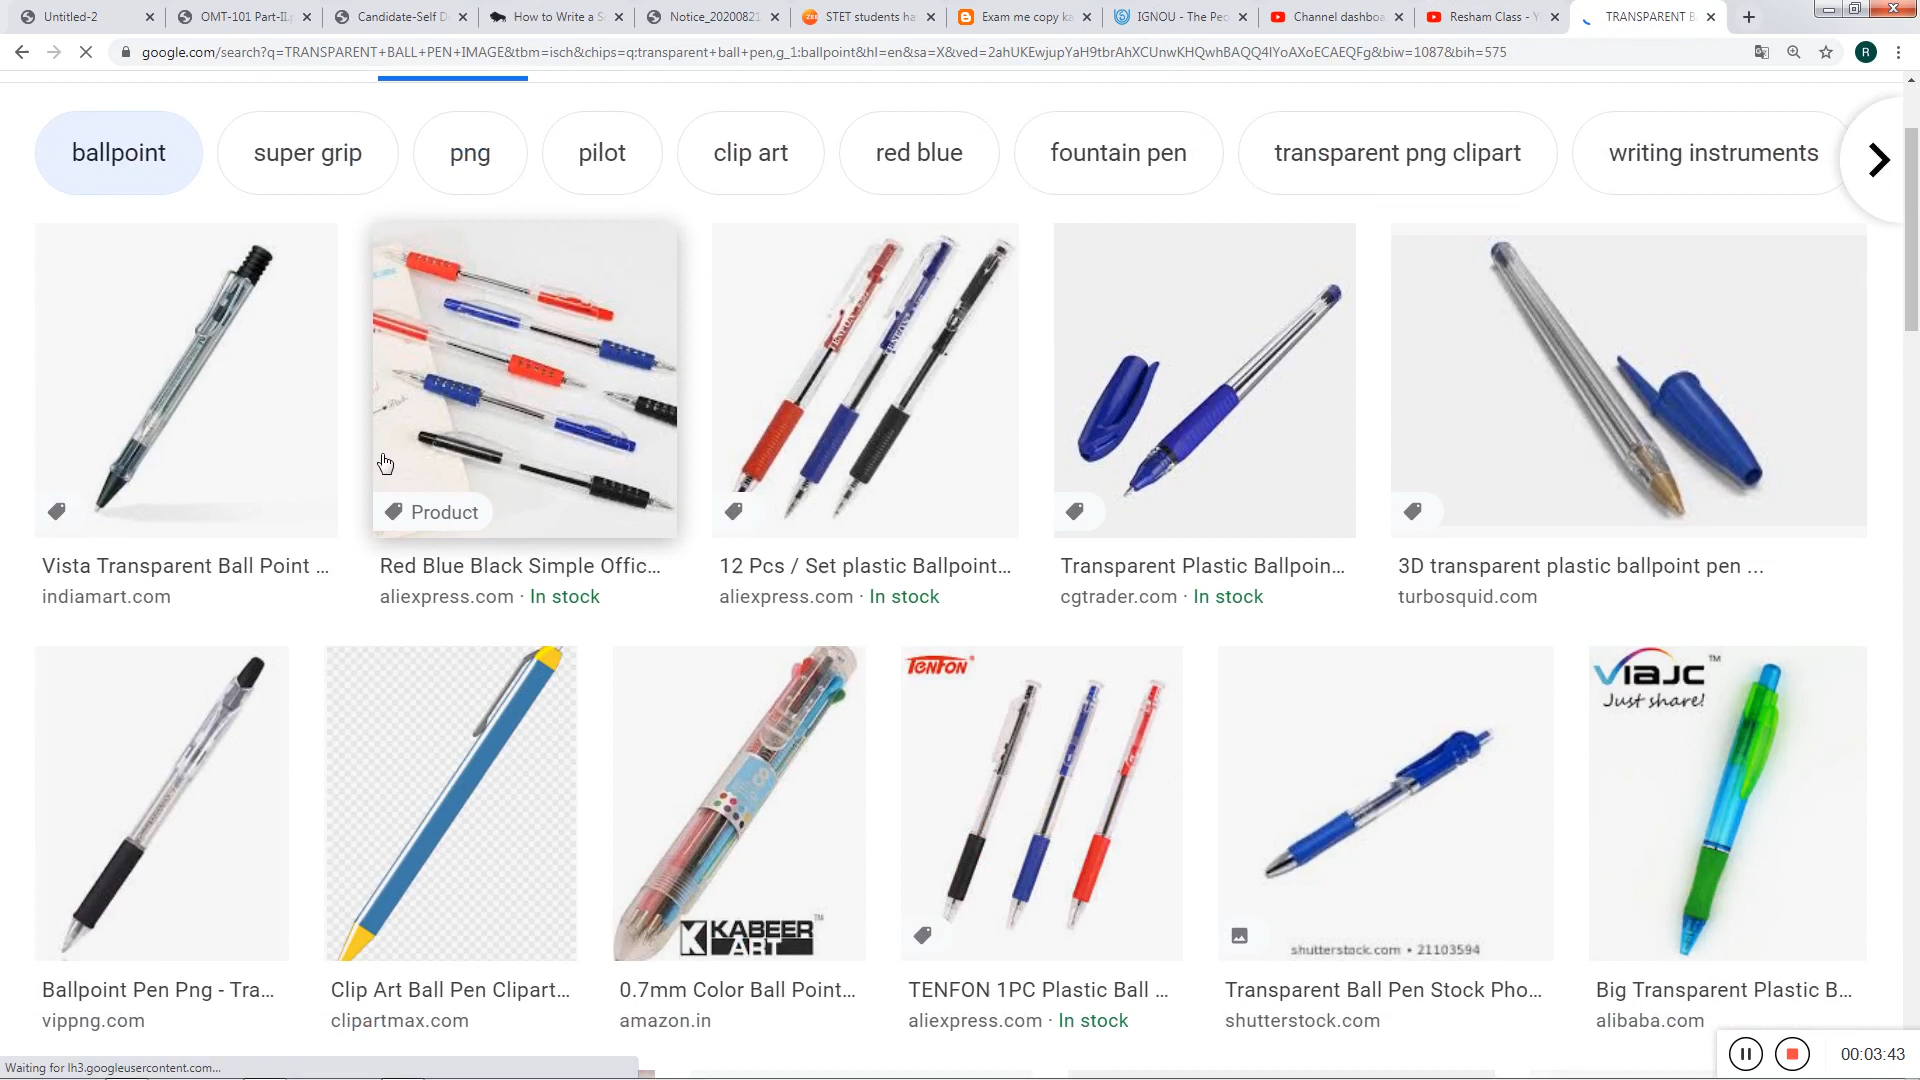 Untitled-2
OMT-101 Part-II.p
Candidate-Self D
How to Write a S
Notice_20200821
STET students ha
Exam me copy ka
IGNOU - The Peo
Channel dashboa
Resham Class - Y
TRANSPARENT B
google.com/search?q=TRANSPARENT+BALL+PEN+IMAGE&tbm=isch&chips=q:transparent+ball+pen,g_1:ballpoint&hl=en&sa=X&ved=2ahUKEwjupYaH9tbrAhXCUnwKHQwhBAQQ4lYoAXoECAEQFg&biw=1087&bih=575
R
ballpoint
super grip
png
pilot
clip art
red blue
fountain pen
transparent png clipart
writing instruments
Product
Vista Transparent Ball Point ...
indiamart.com
Red Blue Black Simple Offic...
aliexpress.com · In stock
12 Pcs / Set plastic Ballpoint...
aliexpress.com · In stock
Transparent Plastic Ballpoin...
cgtrader.com · In stock
3D transparent plastic ballpoint pen ...
turbosquid.com
KABEER
ART™
TENFON
shutterstock.com • 21103594
VIAJC™
Just share!
Ballpoint Pen Png - Tra...
vippng.com
Clip Art Ball Pen Clipart...
clipartmax.com
0.7mm Color Ball Point...
amazon.in
TENFON 1PC Plastic Ball ...
aliexpress.com · In stock
Transparent Ball Pen Stock Pho...
shutterstock.com
Big Transparent Plastic B...
alibaba.com
Waiting for lh3.googleusercontent.com...
00:03:43